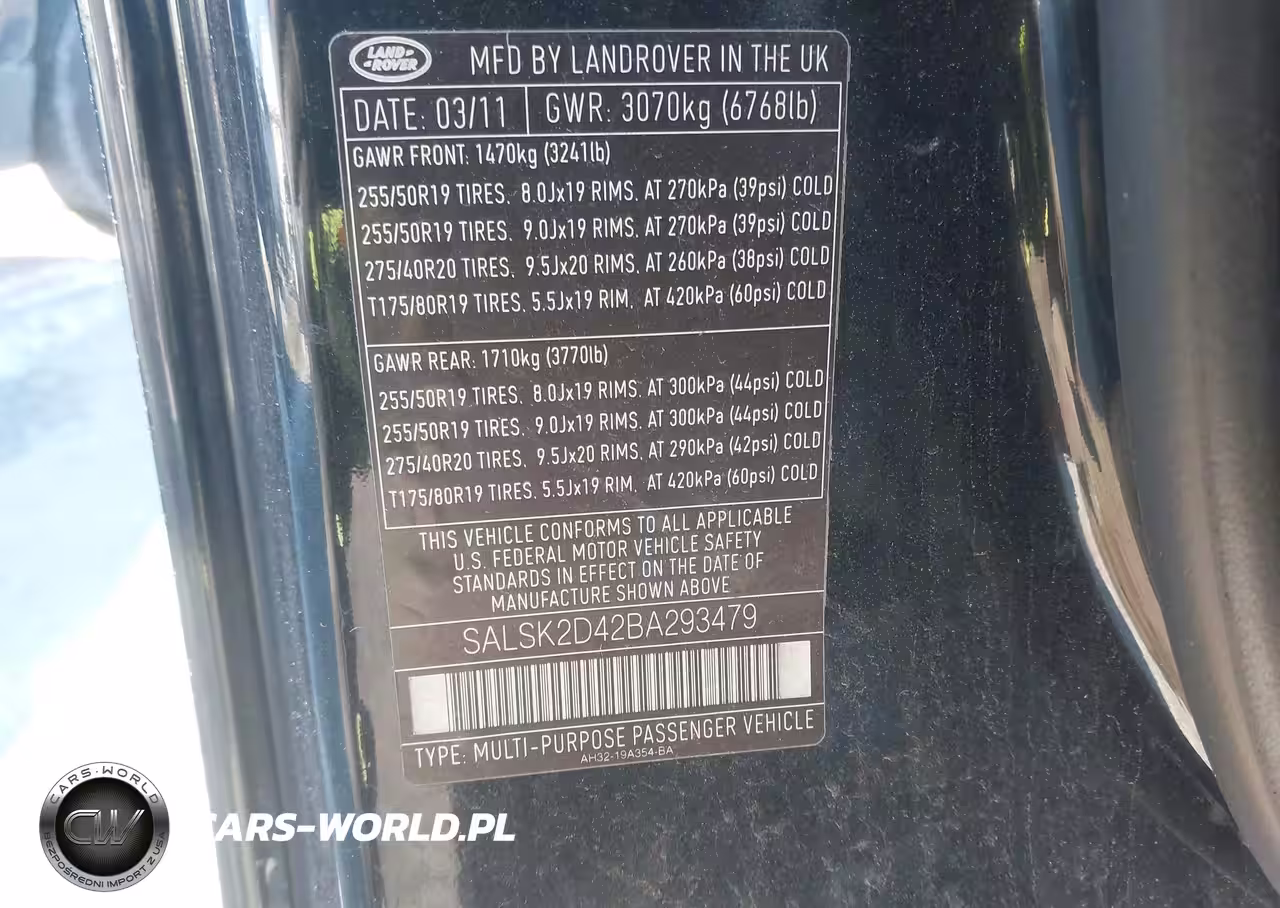 LAND-
-ROVER
MFD BY LANDROVER IN THE UK
DATE: 03/11 GWR: 3070kg (6768lb)
GAWR FRONT: 1470kg (3241lb)
255/50R19 TIRES. 8.0Jx19 RIMS. AT 270kPa (39psi) COLD
255/50R19 TIRES. 9.0Jx19 RIMS. AT 270kPa (39psi) COLD
275/40R20 TIRES. 9.5Jx20 RIMS. AT 260kPa (38psi) COLD
T175/80R19 TIRES. 5.5Jx19 RIM. AT 420kPa (60psi) COLD
GAWR REAR: 1710kg (3770lb)
255/50R19 TIRES. 8.0Jx19 RIMS. AT 300kPa (44psi) COLD
255/50R19 TIRES. 9.0Jx19 RIMS. AT 300kPa (44psi) COLD
275/40R20 TIRES. 9.5Jx20 RIMS. AT 290kPa (42psi) COLD
T175/80R19 TIRES. 5.5Jx19 RIM. AT 420kPa (60psi) COLD
THIS VEHICLE CONFORMS TO ALL APPLICABLE
U.S. FEDERAL MOTOR VEHICLE SAFETY
STANDARDS IN EFFECT ON THE DATE OF
MANUFACTURE SHOWN ABOVE
SALSK2D42BA293479
TYPE: MULTI-PURPOSE PASSENGER VEHICLE
AH32-19A354-BA
CARS-WORLD
CW
BEZPOŚREDNI IMPORT Z USA
CARS-WORLD.PL